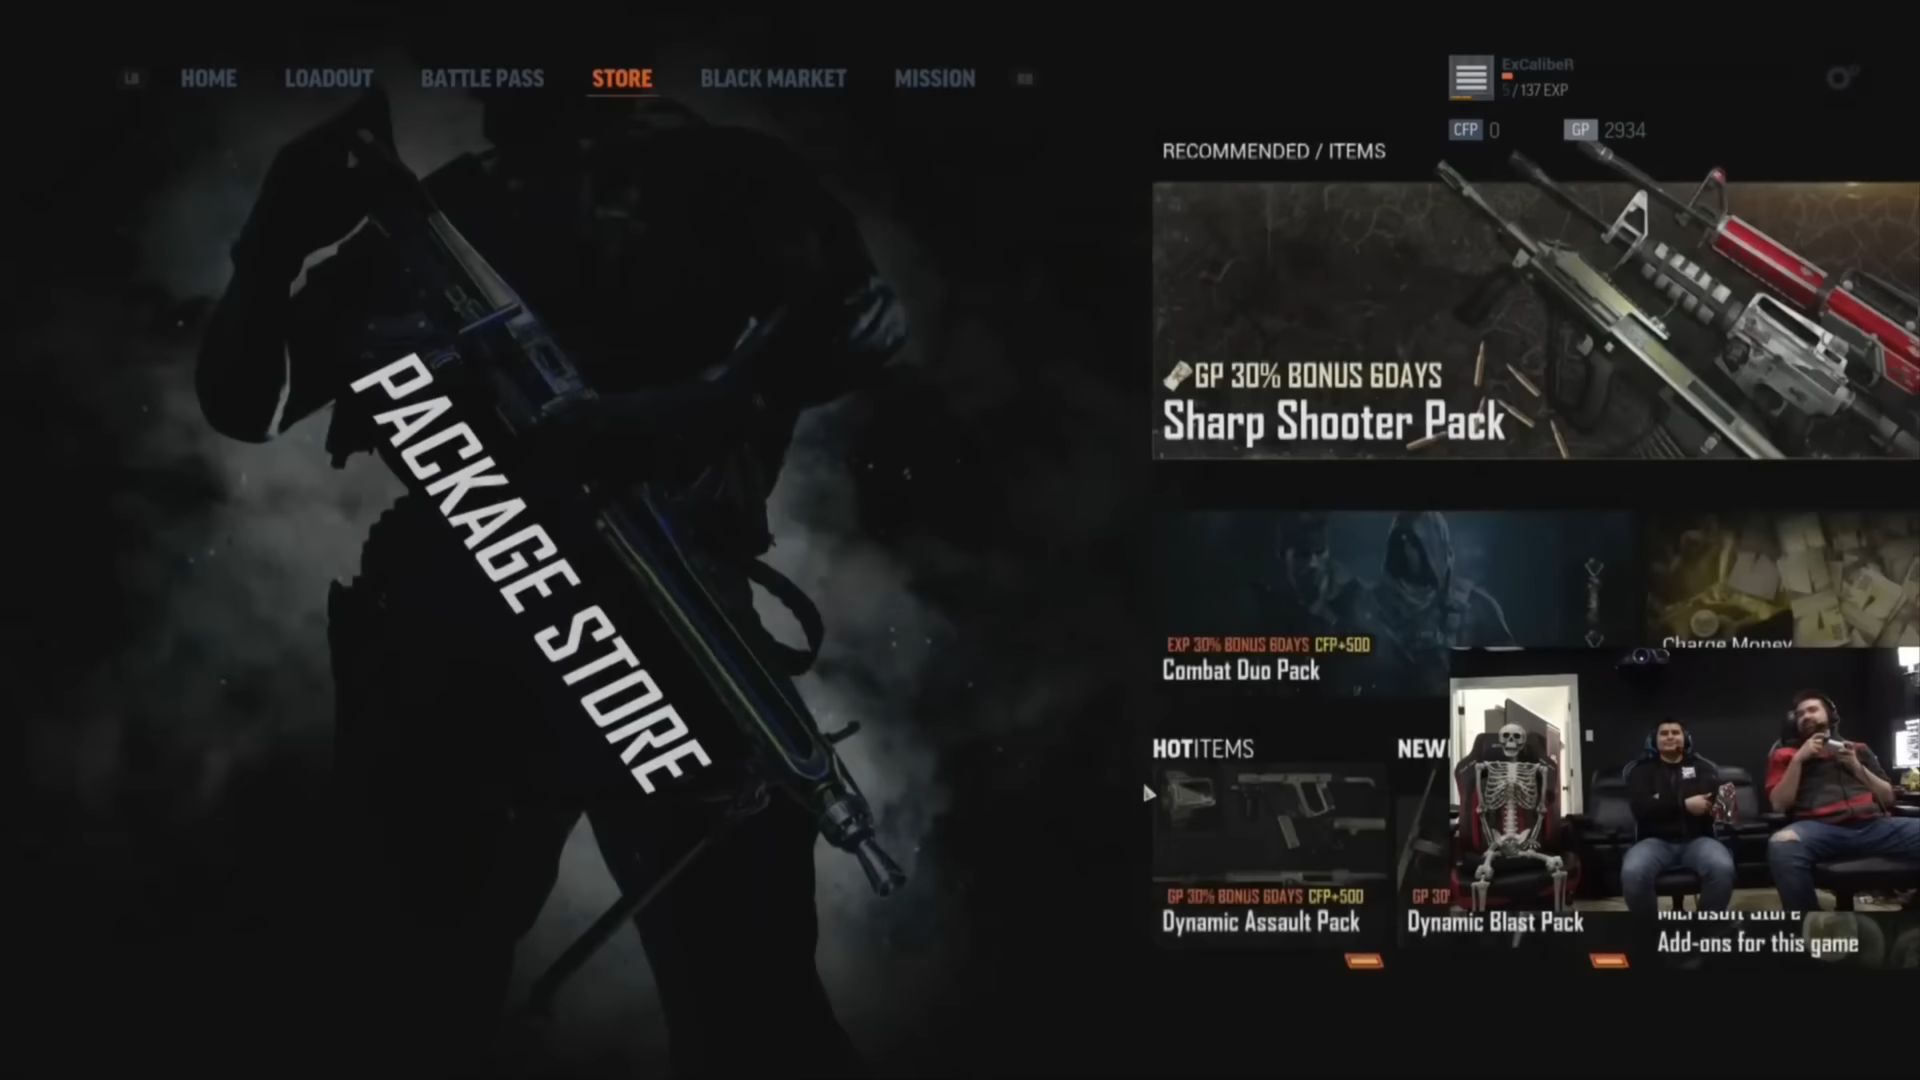 LB
HOME
LOADOUT
BATTLE PASS
STORE
BLACK MARKET
MISSION
RB
ExCalibeR
5 / 137 EXP
CFP 0
GP 2934
RECOMMENDED / ITEMS
GP 30% BONUS 6DAYS
Sharp Shooter Pack
PACKAGE STORE
EXP 30% BONUS 6DAYS CFP+500
Combat Duo Pack
Charge Money
HOTITEMS
NEW
GP 30% BONUS 6DAYS CFP+500
Dynamic Assault Pack
GP 30%
Dynamic Blast Pack
Microsoft Store
Add-ons for this game